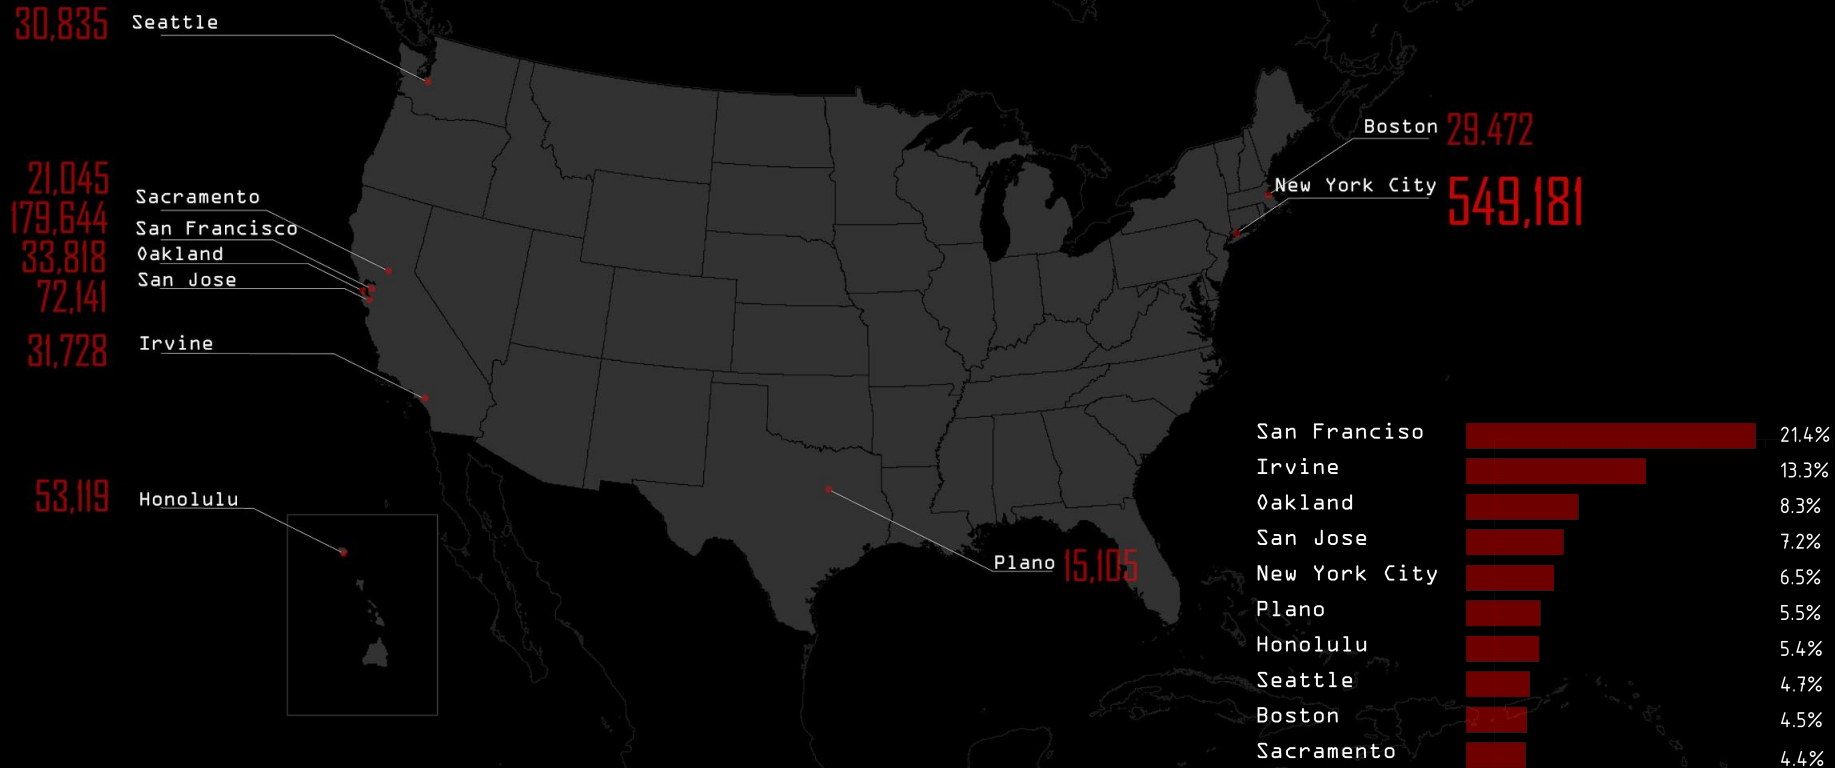 30,835 Seattle
Boston 29.472
New York City 549,181
21,045 Sacramento
179,644 San Francisco
33,818 Oakland
72,141 San Jose
31,728 Irvine
53,119 Honolulu
Plano 15,105
San Franciso 21.4%
Irvine 13.3%
Oakland 8.3%
San Jose 7.2%
New York City 6.5%
Plano 5.5%
Honolulu 5.4%
Seattle 4.7%
Boston 4.5%
Sacramento 4.4%